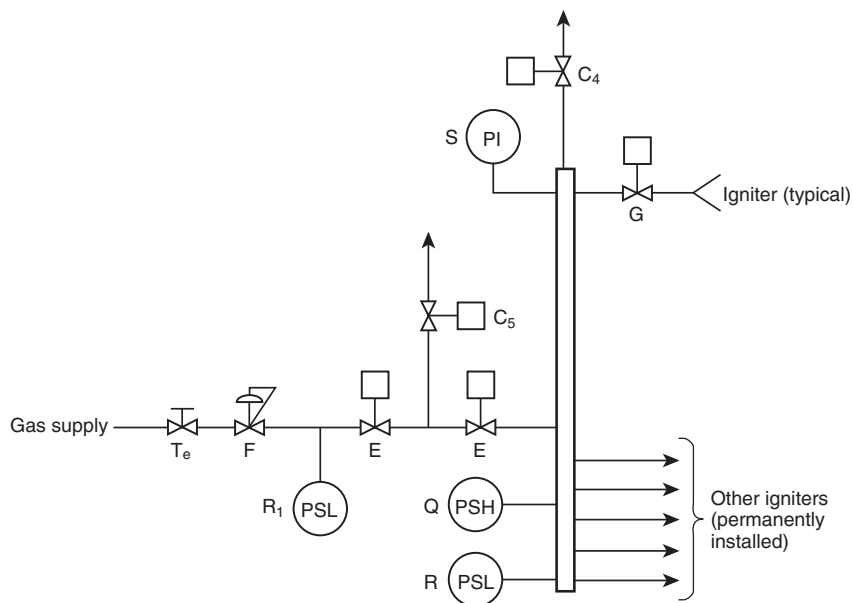 C₄
S
PI
Igniter (typical)
G
C₅
Gas supply
Tₑ
F
E
E
R₁
PSL
Q
PSH
Other igniters
(permanently
installed)
R
PSL